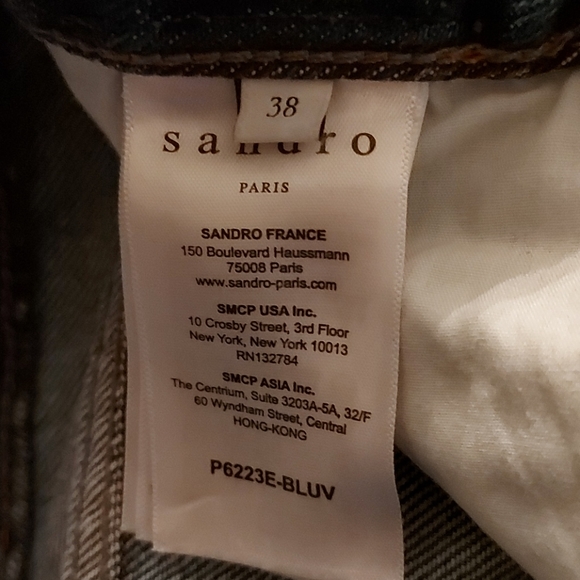 38
sandro
PARIS
SANDRO FRANCE
150 Boulevard Haussmann
75008 Paris
www.sandro-paris.com
SMCP USA Inc.
10 Crosby Street, 3rd Floor
New York, New York 10013
RN132784
SMCP ASIA Inc.
The Centrium, Suite 3203A-5A, 32/F
60 Wyndham Street, Central
HONG-KONG
P6223E-BLUV